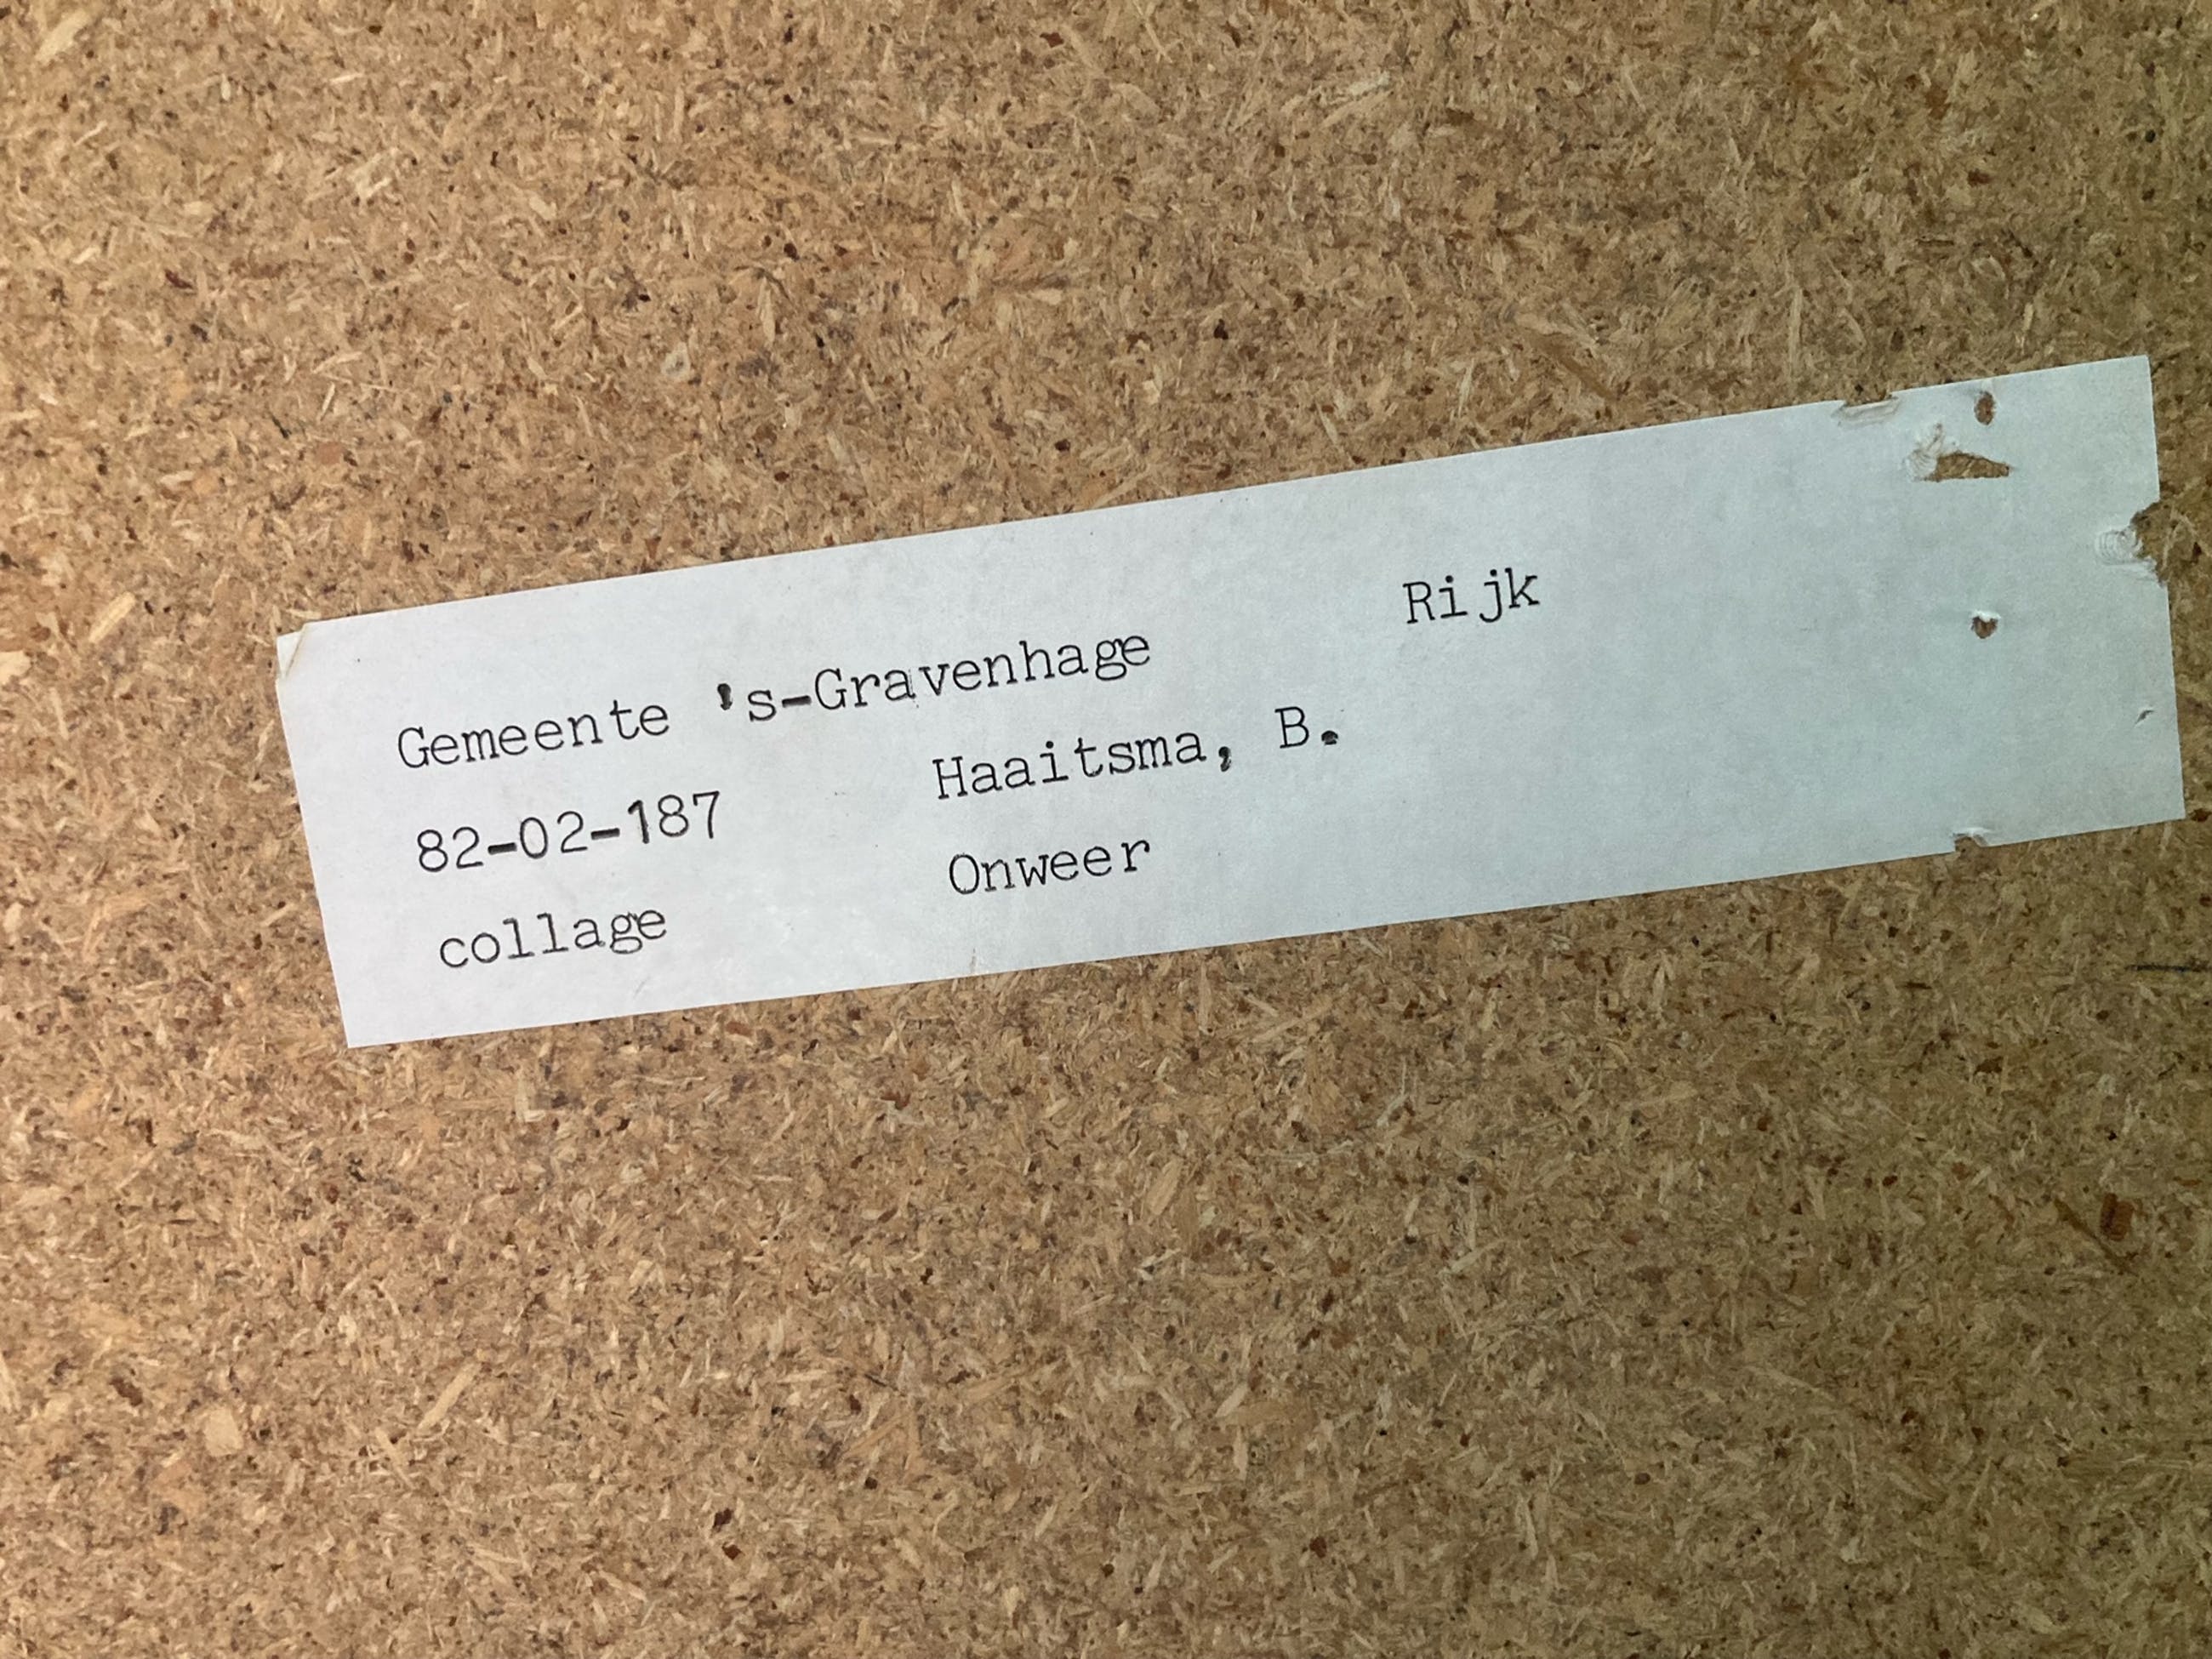 Gemeente 's-Gravenhage Rijk
82-02-187 Haaitsma, B.
collage Onweer